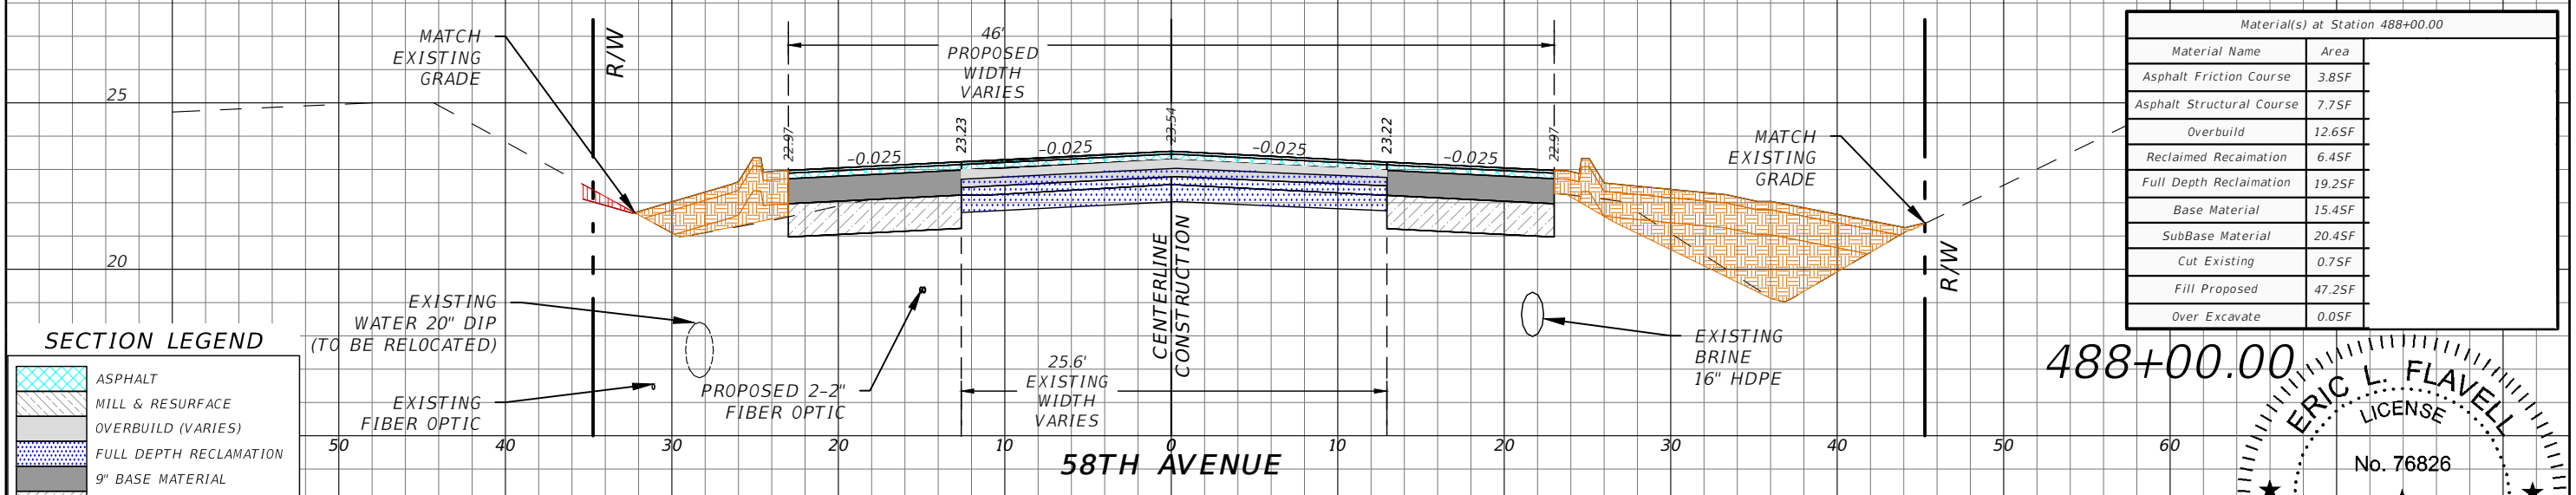 MATCH
EXISTING
GRADE
R/W
46'
PROPOSED
WIDTH
VARIES
25
22.97
-0.025
23.23
-0.025
23.54
-0.025
23.22
-0.025
22.97
MATCH
EXISTING
GRADE
R/W
20
EXISTING
WATER 20" DIP
(TO BE RELOCATED)
EXISTING
FIBER OPTIC
PROPOSED 2-2"
FIBER OPTIC
25.6'
EXISTING
WIDTH
VARIES
CENTERLINE
CONSTRUCTION
EXISTING
BRINE
16" HDPE
50 40 30 20 10 0 10 20 30 40 50 60
58TH AVENUE
SECTION LEGEND
ASPHALT
MILL & RESURFACE
OVERBUILD (VARIES)
FULL DEPTH RECLAMATION
9" BASE MATERIAL
Material(s) at Station 488+00.00
Material Name Area
Asphalt Friction Course 3.8SF
Asphalt Structural Course 7.7SF
Overbuild 12.6SF
Reclaimed Recaimation 6.4SF
Full Depth Reclaimation 19.2SF
Base Material 15.4SF
SubBase Material 20.4SF
Cut Existing 0.7SF
Fill Proposed 47.2SF
Over Excavate 0.0SF
488+00.00
ERIC L. FLAVELL
LICENSE
No. 76826